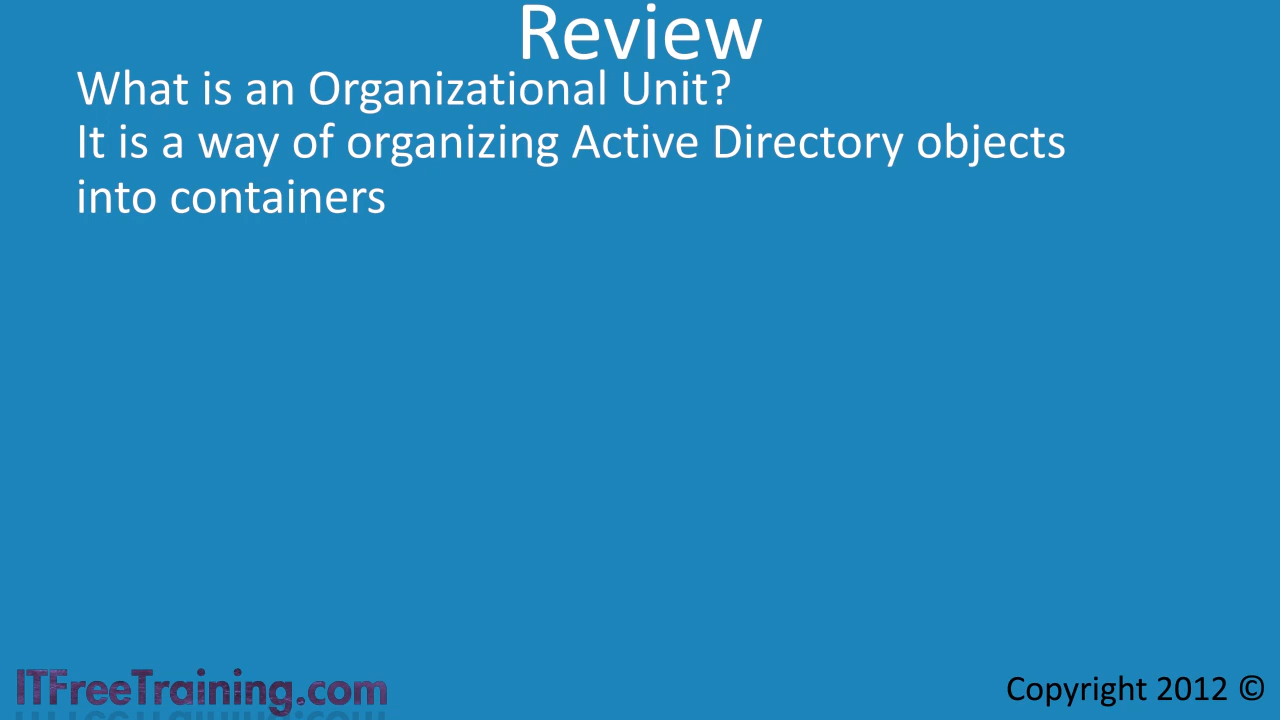 Review
What is an Organizational Unit?
It is a way of organizing Active Directory objects
into containers
ITFreeTraining.com
Copyright 2012 ©